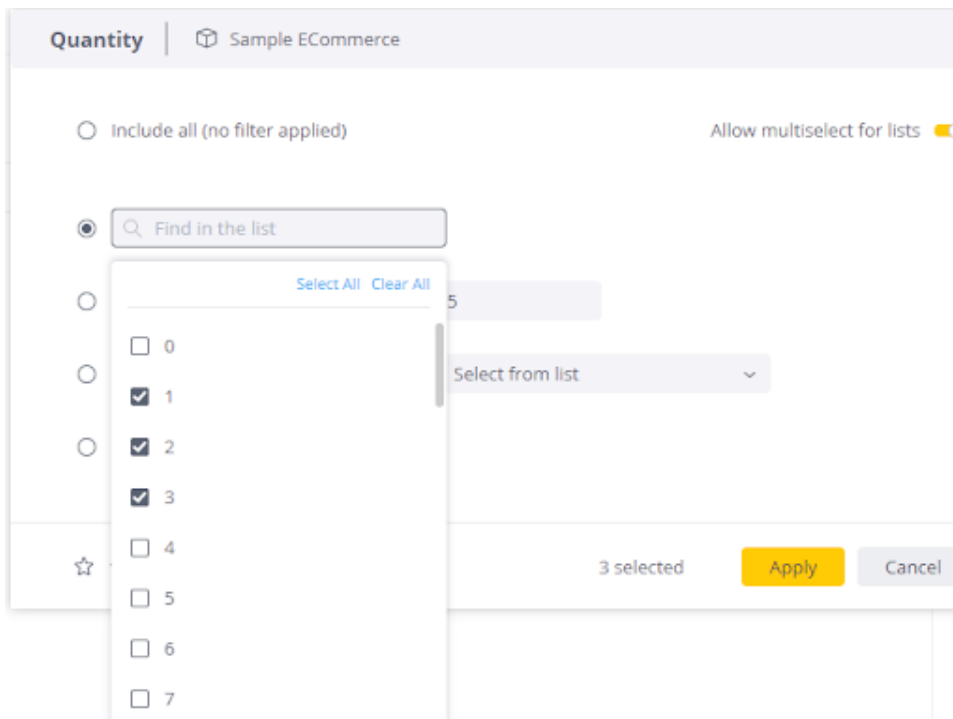 Quantity Sample ECommerce
Include all (no filter applied) Allow multiselect for lists
Find in the list
Select All Clear All
5
0
Select from list
1
2
3
4
3 selected Apply Cancel
5
6
7